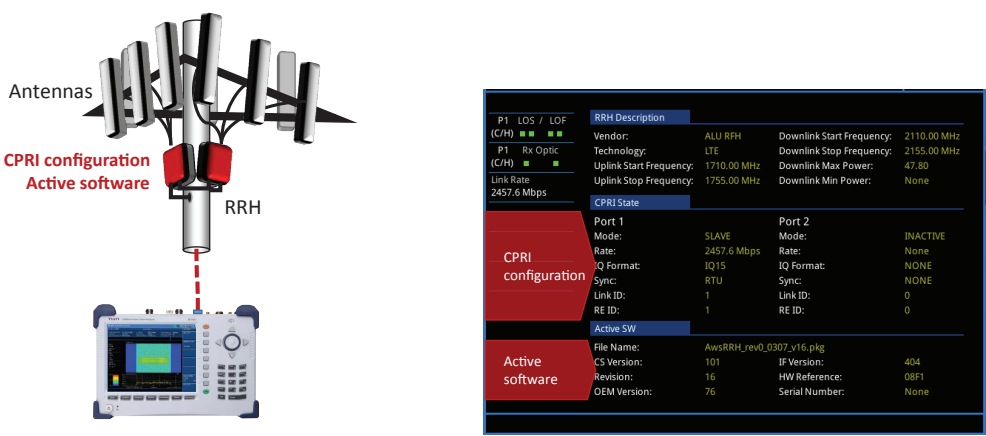 Antennas
CPRI configuration
Active software
RRH
P1 LOS / LOF
(C/H)
P1 Rx Optic
(C/H)
Link Rate
2457.6 Mbps
CPRI
configuration
Active
software
RRH Description
Vendor: ALU RFH Downlink Start Frequency: 2110.00 MHz
Technology: LTE Downlink Stop Frequency: 2155.00 MHz
Uplink Start Frequency: 1710.00 MHz Downlink Max Power: 47.80
Uplink Stop Frequency: 1755.00 MHz Downlink Min Power: None
CPRI State
Port 1 Port 2
Mode: SLAVE Mode: INACTIVE
Rate: 2457.6 Mbps Rate: None
IQ Format: IQ15 IQ Format: NONE
Sync: RTU Sync: NONE
Link ID: 1 Link ID: 0
RE ID: 1 RE ID: 0
Active SW
File Name: AwsRRH_rev0_0307_v16.pkg
CS Version: 101 IF Version: 404
Revision: 16 HW Reference: 08F1
OEM Version: 76 Serial Number: None